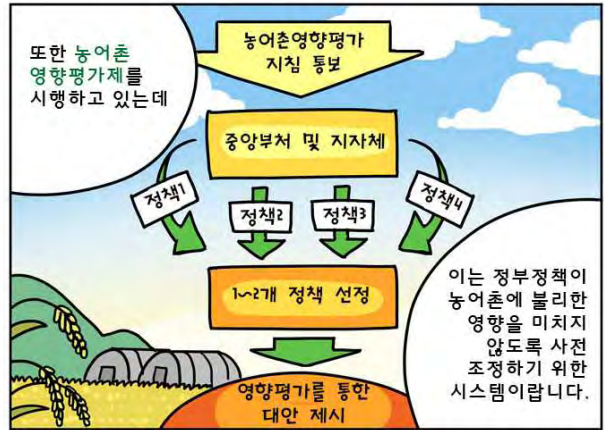 또한 농어촌
영향평가제를
시행하고 있는데
농어촌영향평가
지침 통보
중앙부처 및 지자체
정책1
정책2
정책3
정책4
1~2개 정책 선정
영향평가를 통한
대안 제시
이는 정부정책이
농어촌에 불리한
영향을 미치지
않도록 사전
조정하기 위한
시스템이랍니다.